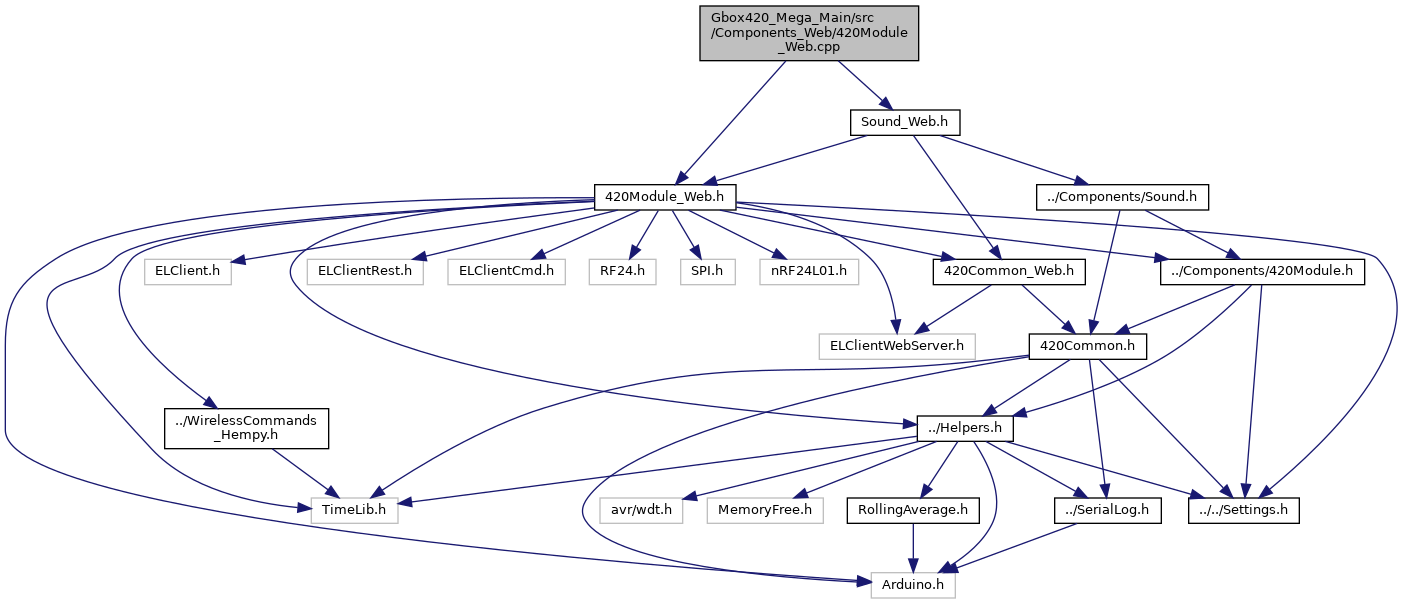 Gbox420_Mega_Main/src
/Components_Web/420Module
_Web.cpp
Sound_Web.h
420Module_Web.h
../Components/Sound.h
ELClient.h
ELClientRest.h
ELClientCmd.h
RF24.h
SPI.h
nRF24L01.h
420Common_Web.h
../Components/420Module.h
ELClientWebServer.h
420Common.h
../WirelessCommands
_Hempy.h
../Helpers.h
TimeLib.h
avr/wdt.h
MemoryFree.h
RollingAverage.h
../SerialLog.h
../../Settings.h
Arduino.h